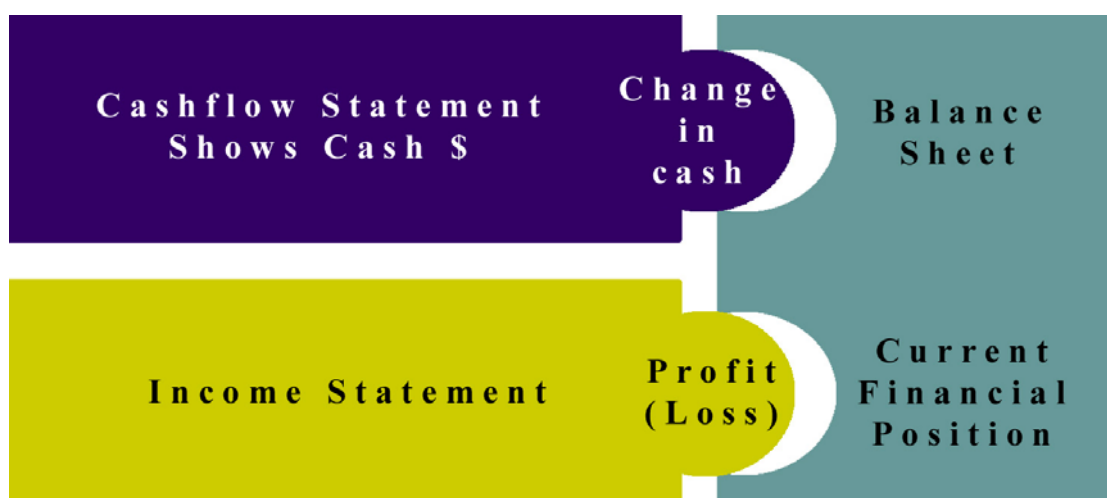 Cashflow Statement
Shows Cash $
Change
in
cash
Balance
Sheet
Income Statement
Profit
(Loss)
Current
Financial
Position